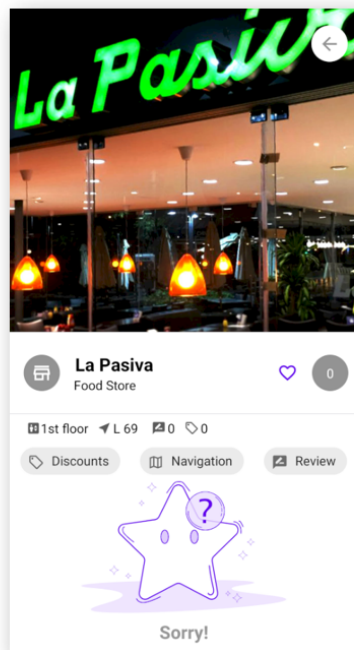 La Pasiva
La Pasiva
Food Store
0
1st floor L 69 0 0
Discounts Navigation Review
?
Sorry!